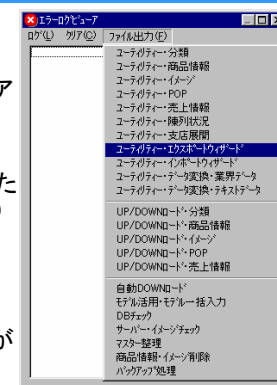 エラーログビューア
ログ(L) クリア(C) ファイル出力(F)
ユーティリティー・分類
ユーティリティー・商品情報
ユーティリティー・イメージ
ユーティリティー・POP
ユーティリティー・売上情報
ユーティリティー・陳列状況
ユーティリティー・支店展開
ユーティリティー・エクスポートウィザード
ユーティリティー・インポートウィザード
ユーティリティー・データ変換・業界データ
ユーティリティー・データ変換・テキストデータ
UP/DOWNロード・分類
UP/DOWNロード・商品情報
UP/DOWNロード・イメージ
UP/DOWNロード・POP
UP/DOWNロード・売上情報
自動DOWNロード
モデル活用・モデル一括入力
DBチェック
サーバー・イメージチェック
マスター整理
商品情報・イメージ削除
バックアップ処理
ア
た
が